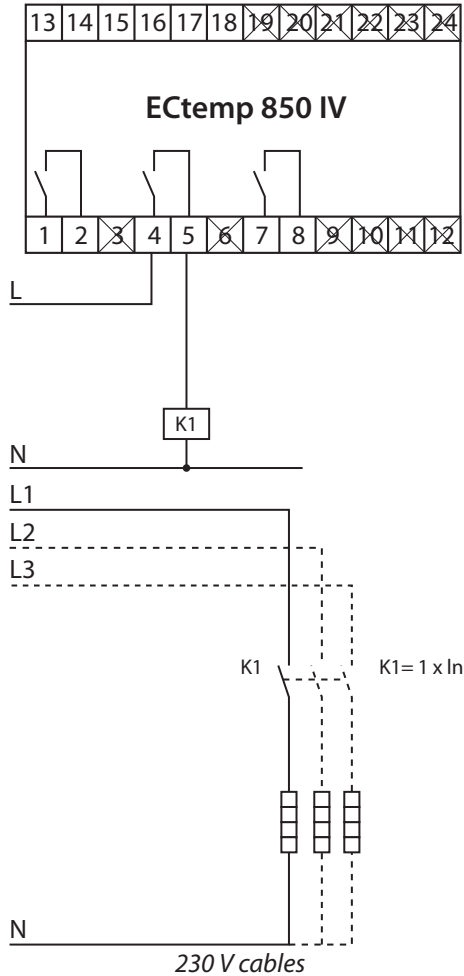 13 14 15 16 17 18 19 20 21 22 23 24
ECtemp 850 IV
1 2 3 4 5 6 7 8 9 10 11 12
L
K1
N
L1
L2
L3
K1 K1= 1 x In
N
230 V cables